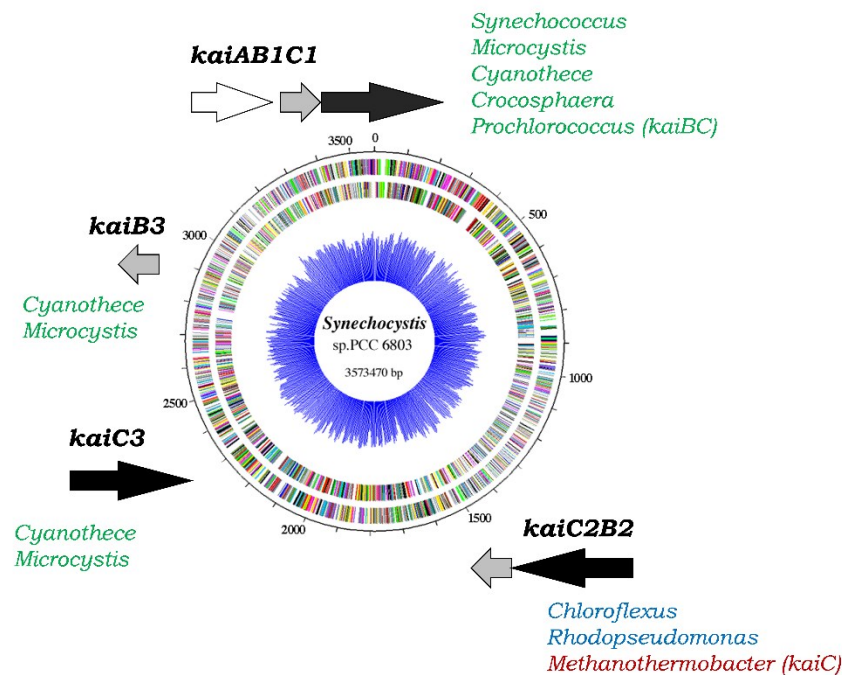 kaiAB1C1
Synechococcus
Microcystis
Cyanothece
Crocosphaera
Prochlorococcus (kaiBC)
3500
0
500
1000
1500
2000
2500
3000
kaiB3
Cyanothece
Microcystis
Synechocystis
sp.PCC 6803
3573470 bp
kaiC3
Cyanothece
Microcystis
kaiC2B2
Chloroflexus
Rhodopseudomonas
Methanothermobacter (kaiC)